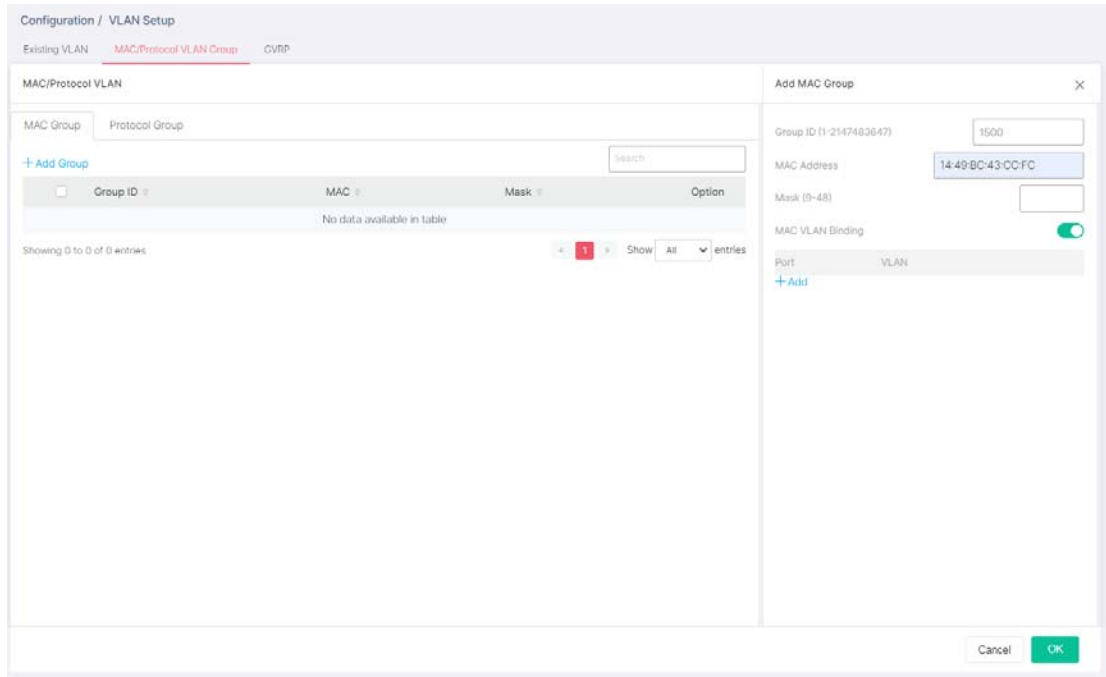 Configuration / VLAN Setup
Existing VLAN MAC/Protocol VLAN Group GVRP
MAC/Protocol VLAN
MAC Group Protocol Group
+ Add Group
Search
Group ID MAC Mask Option
No data available in table
Showing 0 to 0 of 0 entries
« 1 » Show All entries
Add MAC Group ×
Group ID (1-2147483647) 1500
MAC Address 14:49:BC:43:CC:FC
Mask (9-48)
MAC VLAN Binding
Port VLAN
+ Add
Cancel OK